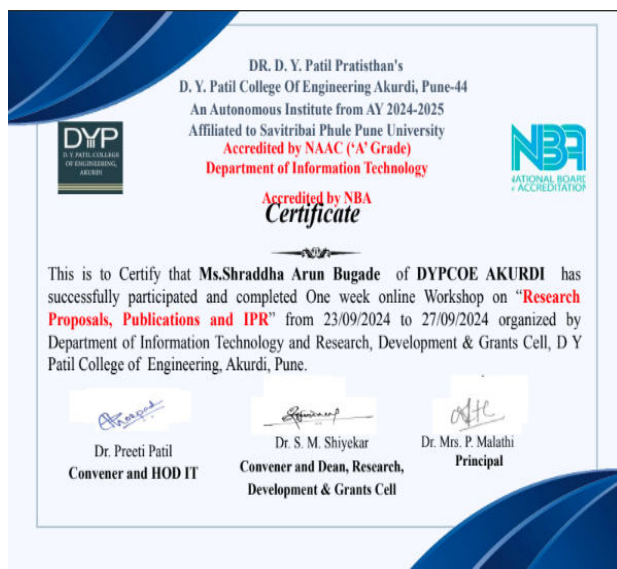 DR. D. Y. Patil Pratisthan's
D. Y. Patil College Of Engineering Akurdi, Pune-44
An Autonomous Institute from AY 2024-2025
Affiliated to Savitribai Phule Pune University
Accredited by NAAC ('A' Grade)
Department of Information Technology
Accredited by NBA
DYP
D. Y. PATIL COLLEGE
OF ENGINEERING,
AKURDI
NBA
NATIONAL BOARD
of ACCREDITATION
Certificate
This is to Certify that Ms.Shraddha Arun Bugade of DYPCOE AKURDI has
successfully participated and completed One week online Workshop on “Research
Proposals, Publications and IPR” from 23/09/2024 to 27/09/2024 organized by
Department of Information Technology and Research, Development & Grants Cell, D Y
Patil College of Engineering, Akurdi, Pune.
Dr. Preeti Patil
Convener and HOD IT
Dr. S. M. Shiyekar
Convener and Dean, Research,
Development & Grants Cell
Dr. Mrs. P. Malathi
Principal